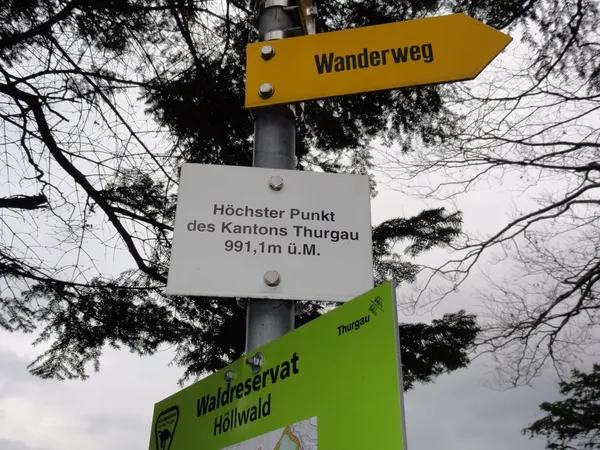 Wanderweg
Höchster Punkt
des Kantons Thurgau
991,1m ü.M.
Thurgau
Waldreservat
Höllwald